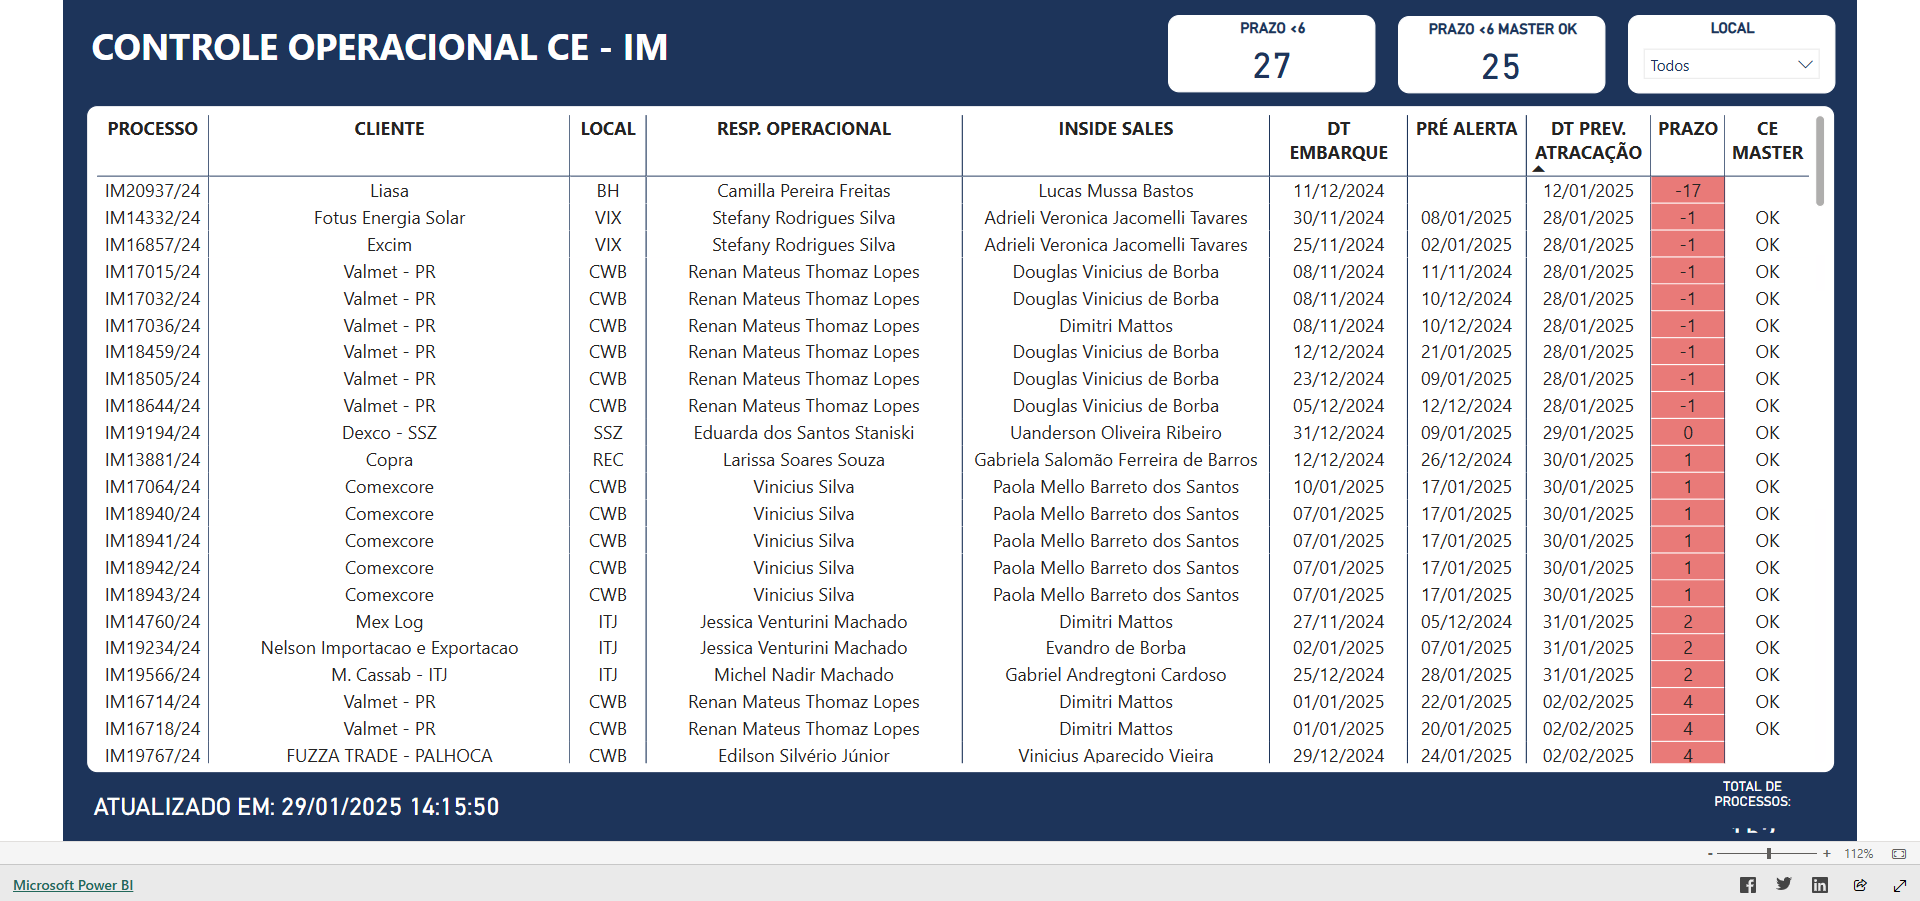 CONTROLE OPERACIONAL CE - IM
PRAZO <6
27
PRAZO <6 MASTER OK
25
LOCAL
Todos
PROCESSO CLIENTE LOCAL RESP. OPERACIONAL INSIDE SALES DT EMBARQUE PRÉ ALERTA DT PREV. ATRACAÇÃO PRAZO CE MASTER
IM20937/24 Liasa BH Camilla Pereira Freitas Lucas Mussa Bastos 11/12/2024 12/01/2025 -17
IM14332/24 Fotus Energia Solar VIX Stefany Rodrigues Silva Adrieli Veronica Jacomelli Tavares 30/11/2024 08/01/2025 28/01/2025 -1 OK
IM16857/24 Excim VIX Stefany Rodrigues Silva Adrieli Veronica Jacomelli Tavares 25/11/2024 02/01/2025 28/01/2025 -1 OK
IM17015/24 Valmet - PR CWB Renan Mateus Thomaz Lopes Douglas Vinicius de Borba 08/11/2024 11/11/2024 28/01/2025 -1 OK
IM17032/24 Valmet - PR CWB Renan Mateus Thomaz Lopes Douglas Vinicius de Borba 08/11/2024 10/12/2024 28/01/2025 -1 OK
IM17036/24 Valmet - PR CWB Renan Mateus Thomaz Lopes Dimitri Mattos 08/11/2024 10/12/2024 28/01/2025 -1 OK
IM18459/24 Valmet - PR CWB Renan Mateus Thomaz Lopes Douglas Vinicius de Borba 12/12/2024 21/01/2025 28/01/2025 -1 OK
IM18505/24 Valmet - PR CWB Renan Mateus Thomaz Lopes Douglas Vinicius de Borba 23/12/2024 09/01/2025 28/01/2025 -1 OK
IM18644/24 Valmet - PR CWB Renan Mateus Thomaz Lopes Douglas Vinicius de Borba 05/12/2024 12/12/2024 28/01/2025 -1 OK
IM19194/24 Dexco - SSZ SSZ Eduarda dos Santos Staniski Uanderson Oliveira Ribeiro 31/12/2024 09/01/2025 29/01/2025 0 OK
IM13881/24 Copra REC Larissa Soares Souza Gabriela Salomão Ferreira de Barros 12/12/2024 26/12/2024 30/01/2025 1 OK
IM17064/24 Comexcore CWB Vinicius Silva Paola Mello Barreto dos Santos 10/01/2025 17/01/2025 30/01/2025 1 OK
IM18940/24 Comexcore CWB Vinicius Silva Paola Mello Barreto dos Santos 07/01/2025 17/01/2025 30/01/2025 1 OK
IM18941/24 Comexcore CWB Vinicius Silva Paola Mello Barreto dos Santos 07/01/2025 17/01/2025 30/01/2025 1 OK
IM18942/24 Comexcore CWB Vinicius Silva Paola Mello Barreto dos Santos 07/01/2025 17/01/2025 30/01/2025 1 OK
IM18943/24 Comexcore CWB Vinicius Silva Paola Mello Barreto dos Santos 07/01/2025 17/01/2025 30/01/2025 1 OK
IM14760/24 Mex Log ITJ Jessica Venturini Machado Dimitri Mattos 27/11/2024 05/12/2024 31/01/2025 2 OK
IM19234/24 Nelson Importacao e Exportacao ITJ Jessica Venturini Machado Evandro de Borba 02/01/2025 07/01/2025 31/01/2025 2 OK
IM19566/24 M. Cassab - ITJ ITJ Michel Nadir Machado Gabriel Andregtoni Cardoso 25/12/2024 28/01/2025 31/01/2025 2 OK
IM16714/24 Valmet - PR CWB Renan Mateus Thomaz Lopes Dimitri Mattos 01/01/2025 22/01/2025 02/02/2025 4 OK
IM16718/24 Valmet - PR CWB Renan Mateus Thomaz Lopes Dimitri Mattos 01/01/2025 20/01/2025 02/02/2025 4 OK
IM19767/24 FUZZA TRADE - PALHOCA CWB Edilson Silvério Júnior Vinicius Aparecido Vieira 29/12/2024 24/01/2025 02/02/2025 4
ATUALIZADO EM: 29/01/2025 14:15:50
TOTAL DE
PROCESSOS:
- + 112%
Microsoft Power BI